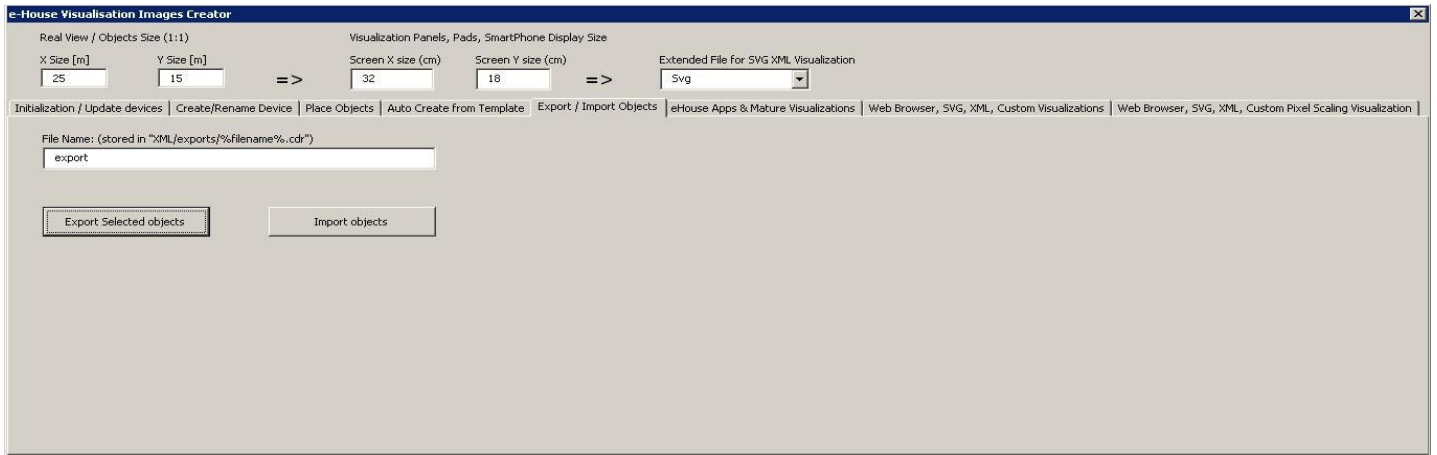 e-House Visualisation Images Creator
Real View / Objects Size (1:1) Visualization Panels, Pads, SmartPhone Display Size
X Size [m] Y Size [m] Screen X size (cm) Screen Y size (cm) Extended File for SVG XML Visualization
25 15 => 32 18 => Svg
Initialization / Update devices Create/Rename Device Place Objects Auto Create from Template Export / Import Objects eHouse Apps & Mature Visualizations Web Browser, SVG, XML, Custom Visualizations Web Browser, SVG, XML, Custom Pixel Scaling Visualization
File Name: (stored in "XML/exports/%filename%.cdr")
export
Export Selected objects Import objects